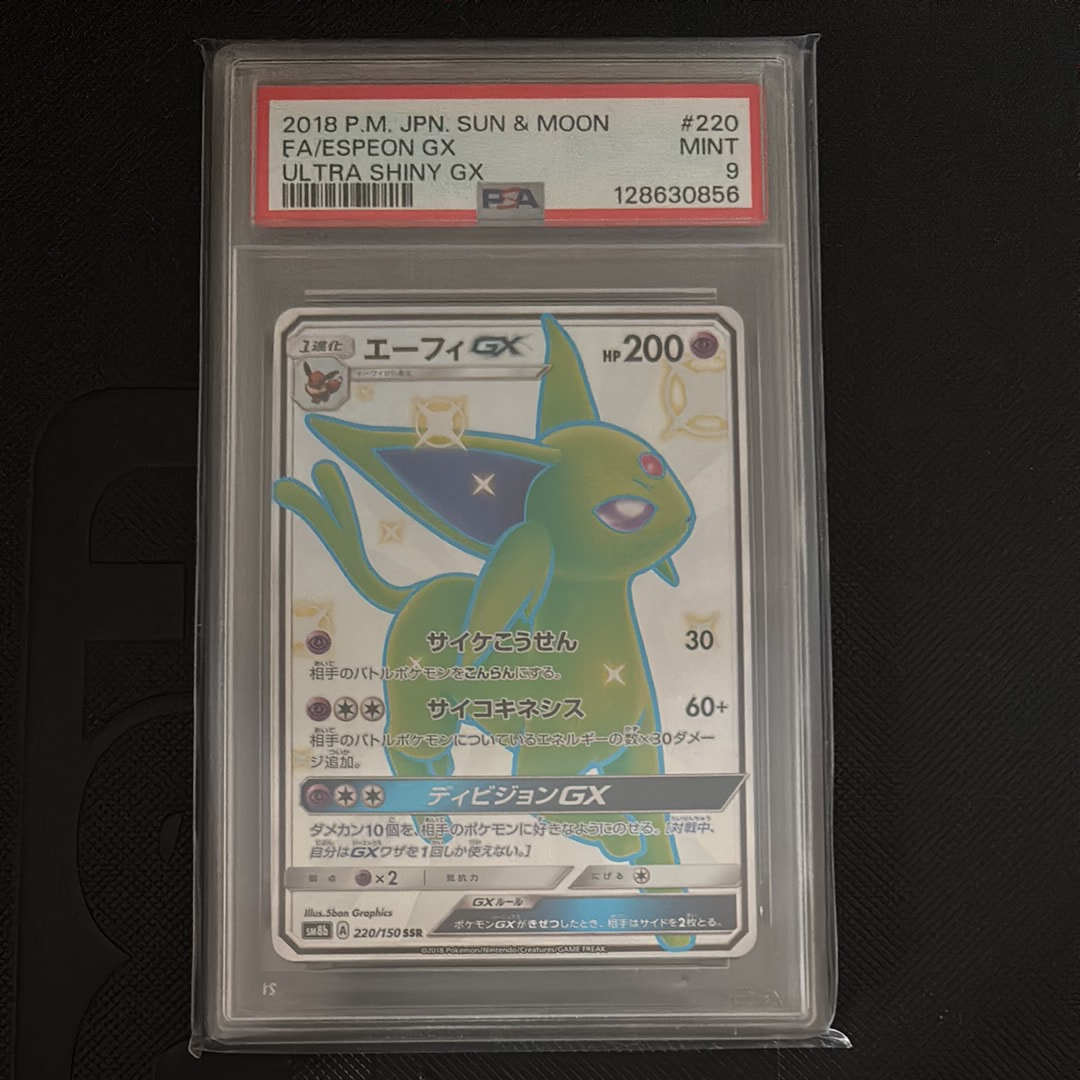 2018 P.M. JPN. SUN & MOON #220
FA/ESPEON GX MINT
ULTRA SHINY GX 9
PSA 128630856
1進化 エーフィGX HP200
サイケこうせん 30
相手のバトルポケモンをこんらんにする。
サイコキネシス 60+
相手のバトルポケモンについているエネルギーの数×30ダメー
ジ追加。
ディビジョンGX
ダメカン10個を、相手のポケモンに好きなようにのせる。[対戦中、
自分はGXワザを1回しか使えない。]
弱点 ×2 抵抗力 にげる
Illus.5ban Graphics GXルール
ポケモンGXがきぜつしたとき、相手はサイドを2枚とる。
SM8b A 220/150 SSR
©2018 Pokémon/Nintendo/Creatures/GAME FREAK.